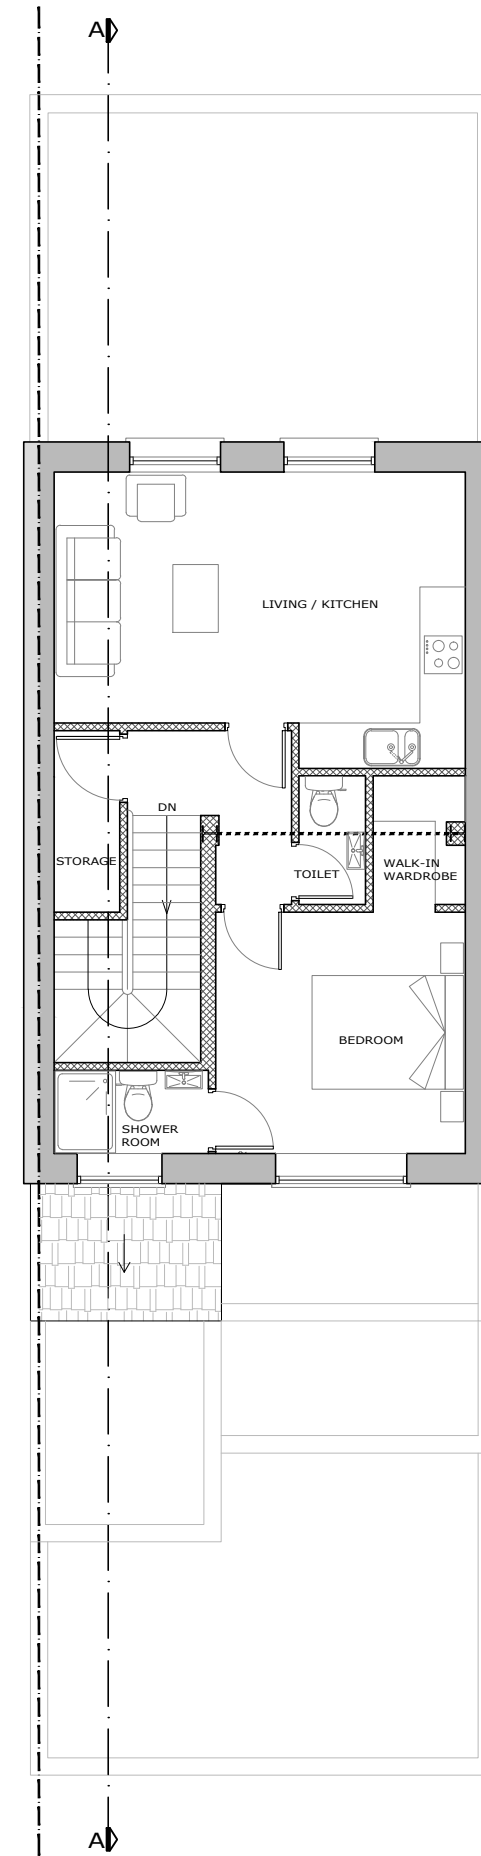 A
LIVING / KITCHEN
DN
STORAGE
TOILET
WALK-IN
WARDROBE
BEDROOM
SHOWER
ROOM
A